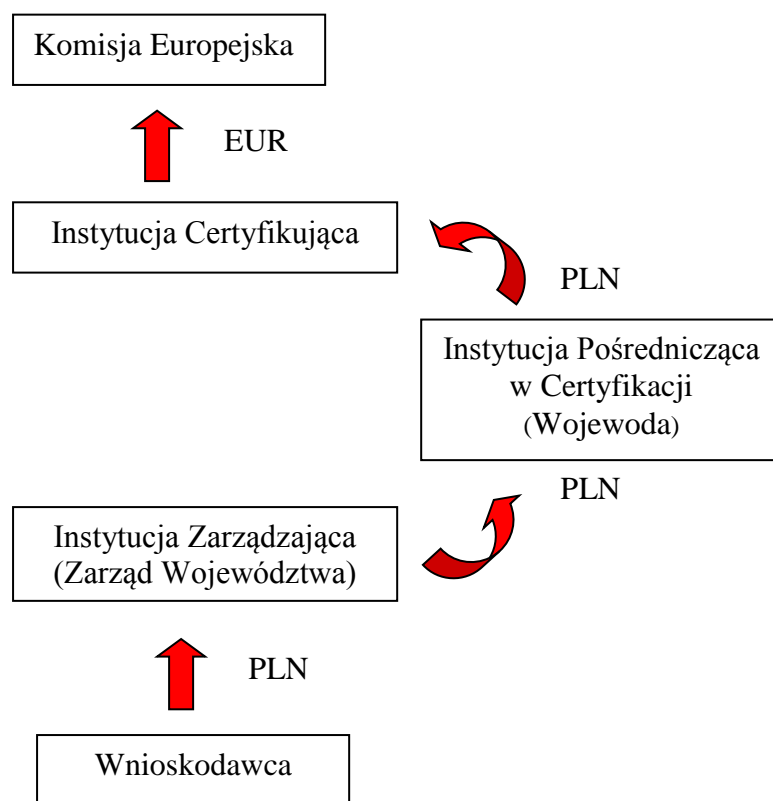 Komisja Europejska
EUR
Instytucja Certyfikująca
PLN
Instytucja Pośrednicząca
w Certyfikacji
(Wojewoda)
PLN
Instytucja Zarządzająca
(Zarząd Województwa)
PLN
Wnioskodawca